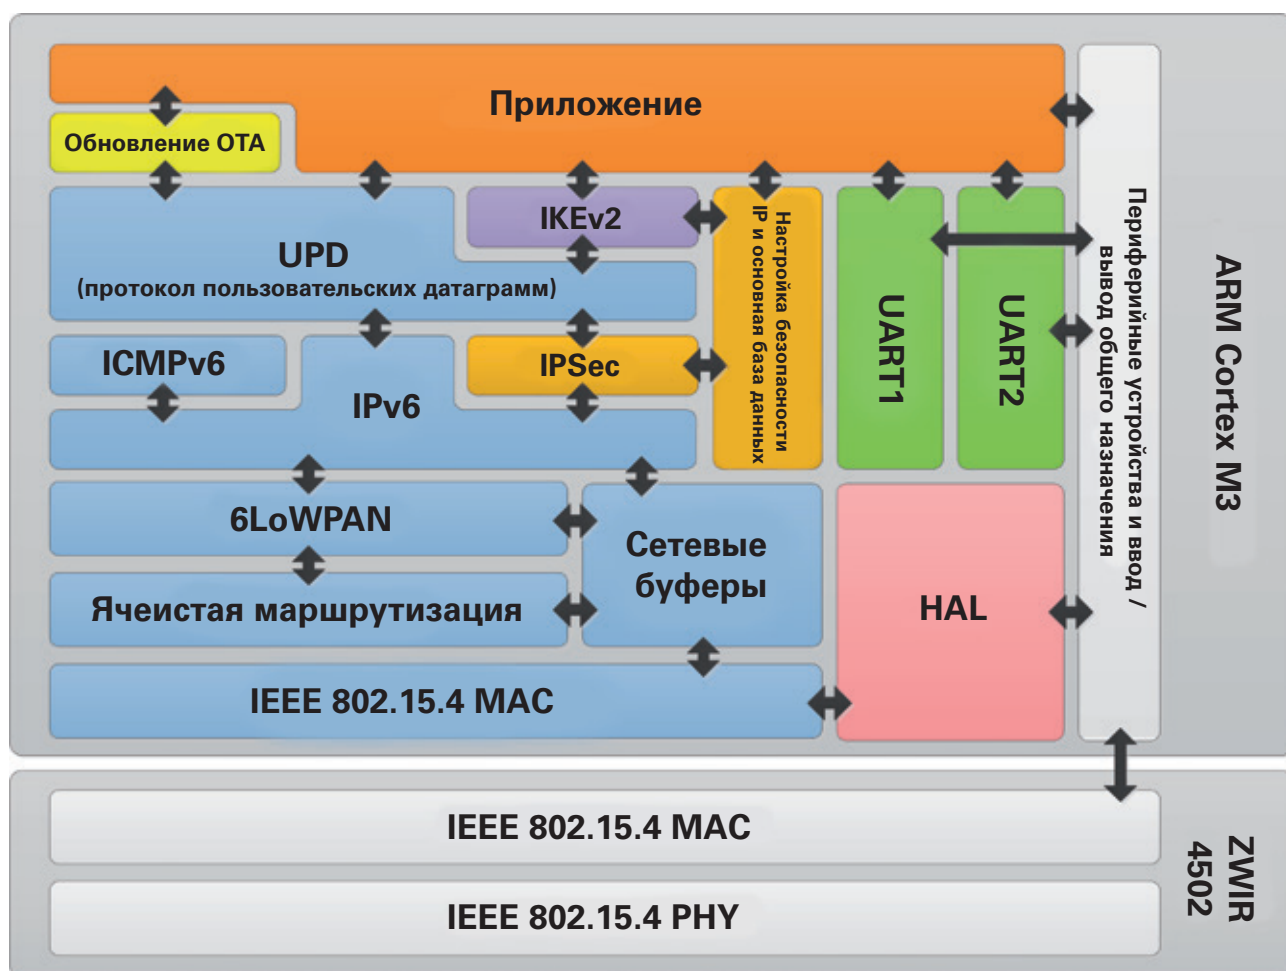 Приложение
Обновление OTA
UPD
(протокол пользовательских датаграмм)
IKEv2
Настройка безопасности
IP и основная база данных
UART1
UART2
Периферийные устройства и ввод /
вывод общего назначения
ARM Cortex M3
ICMPv6
IPv6
IPSec
6LoWPAN
Сетевые
буферы
Ячеистая маршрутизация
HAL
IEEE 802.15.4 MAC
IEEE 802.15.4 MAC
IEEE 802.15.4 PHY
ZWIR
4502